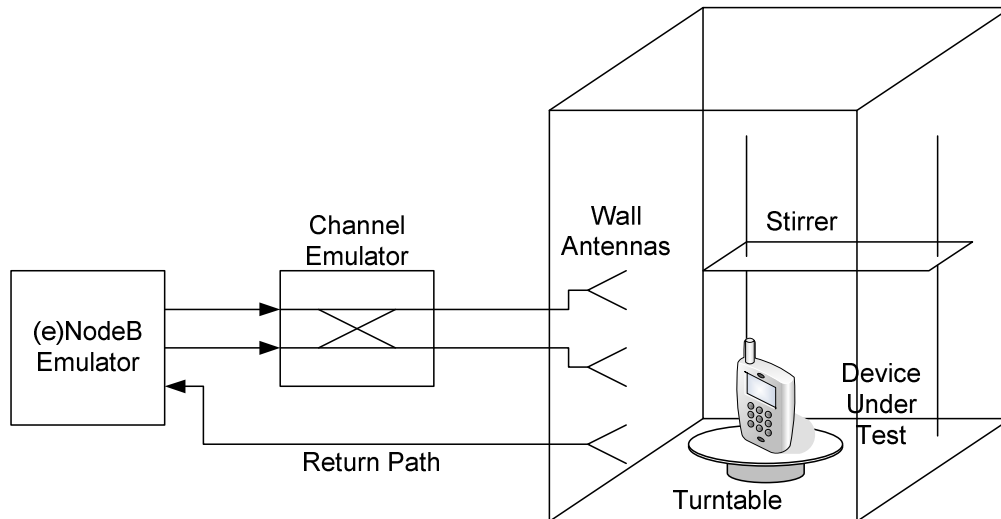 (e)NodeB
Emulator
Channel
Emulator
Return Path
Wall
Antennas
Stirrer
Device
Under
Test
Turntable